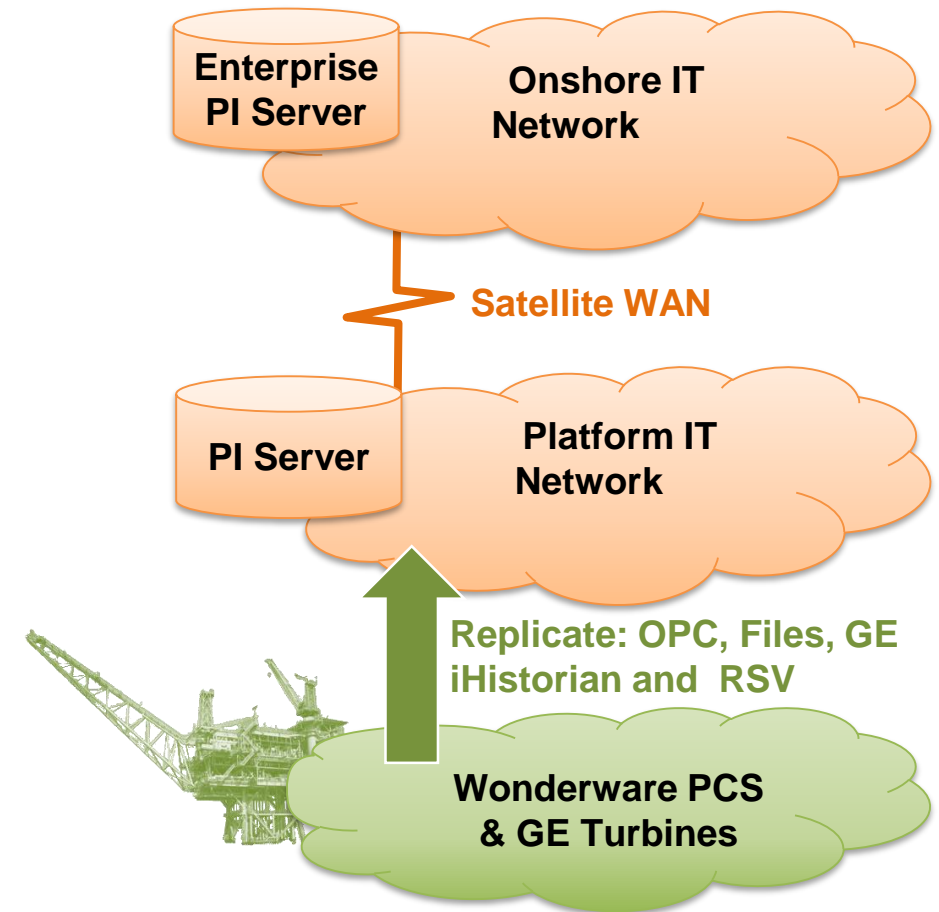 Enterprise
PI Server
Onshore IT
Network
Satellite WAN
PI Server
Platform IT
Network
Replicate: OPC, Files, GE
iHistorian and RSV
Wonderware PCS
& GE Turbines